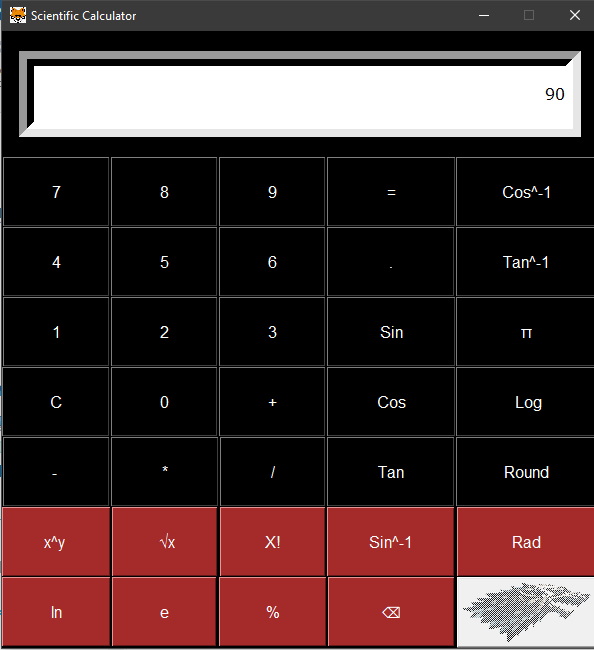 Scientific Calculator
90
7 8 9 = Cos^-1
4 5 6 . Tan^-1
1 2 3 Sin π
C 0 + Cos Log
- * / Tan Round
x^y √x X! Sin^-1 Rad
ln e % ⌫